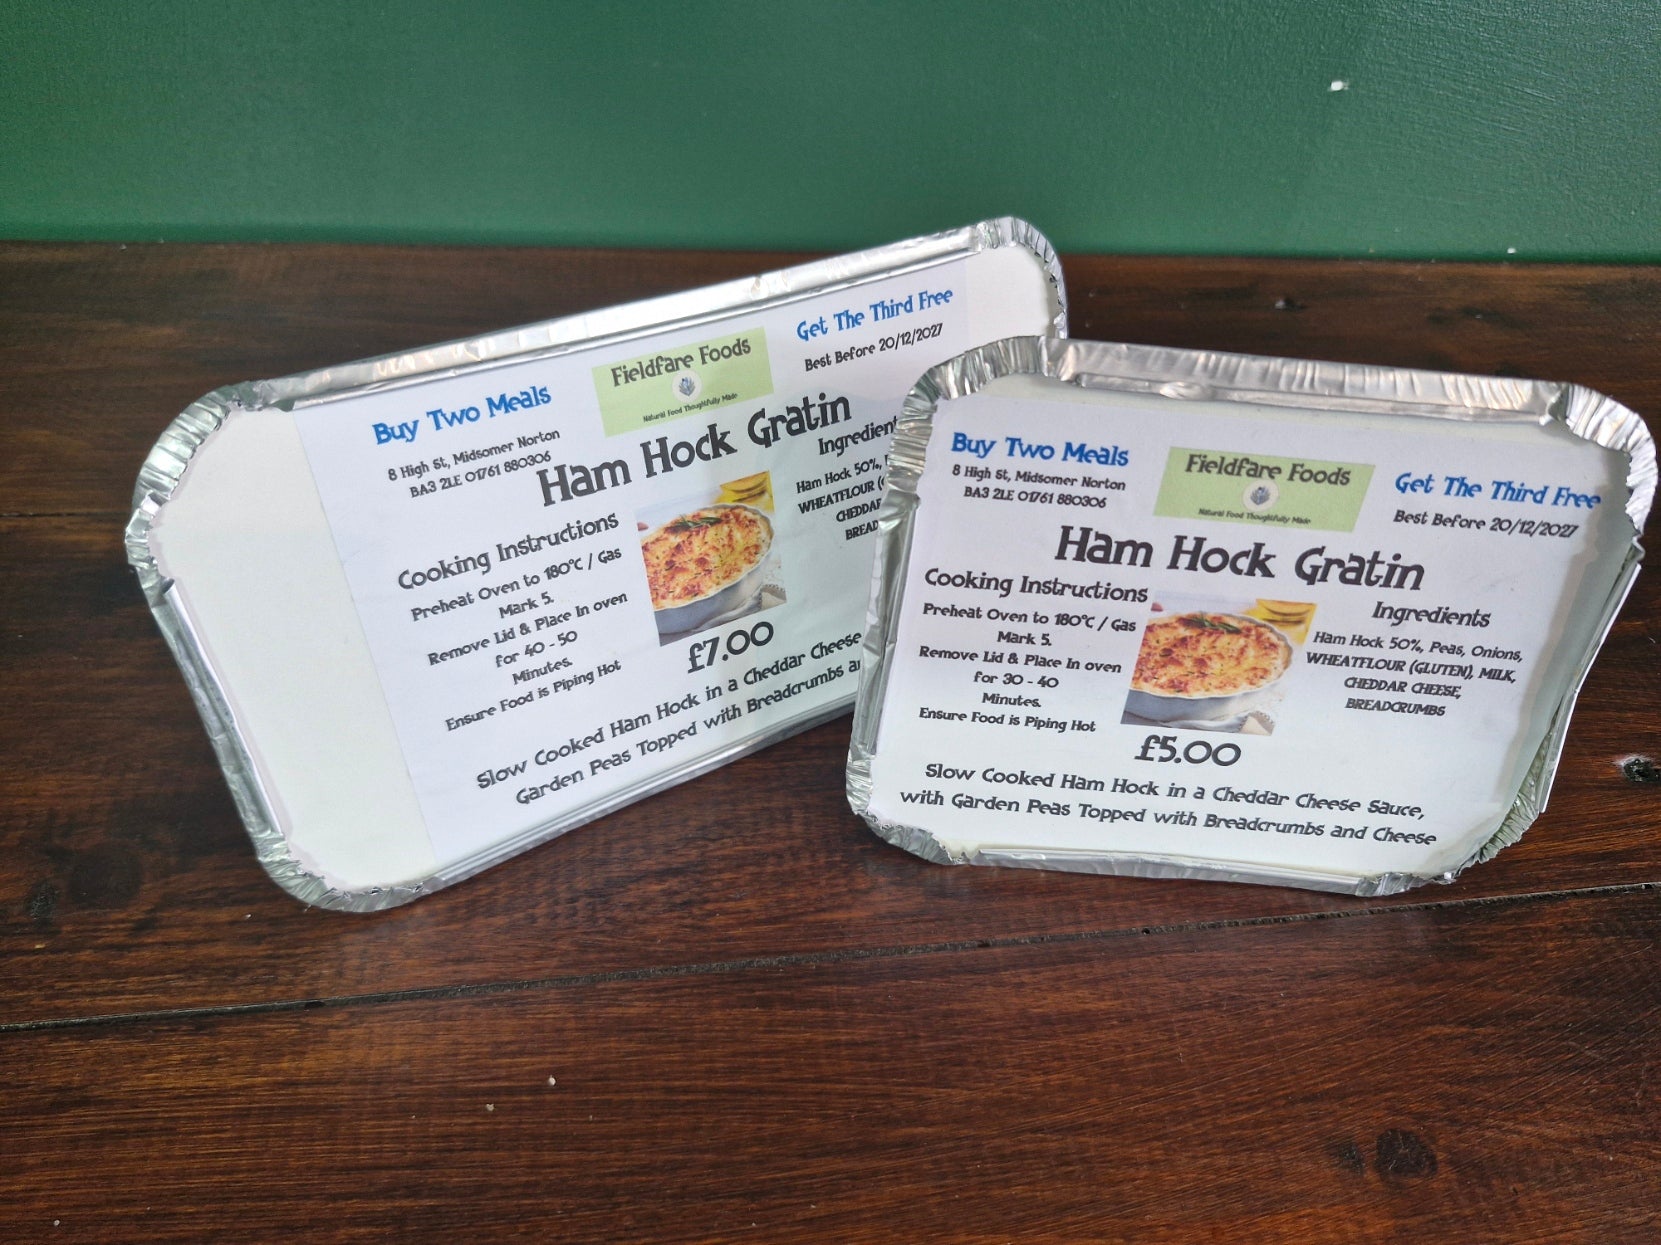 Buy Two Meals
8 High St, Midsomer Norton
BA3 2LE 01761 880306
Fieldfare Foods
Natural Food Thoughtfully Made
Get The Third Free
Best Before 20/12/2027
Ham Hock Gratin
Cooking Instructions
Preheat Oven to 180°C / Gas
Mark 5.
Remove Lid & Place In oven
for 40 - 50
Minutes.
Ensure Food is Piping Hot
£7.00
Ham Hock 50%,
WHEATFLOUR
CHEDDAR
Slow Cooked Ham Hock in a Cheddar Cheese
Garden Peas Topped with Breadcrumbs
Buy Two Meals
8 High St, Midsomer Norton
BA3 2LE 01761 880306
Fieldfare Foods
Natural Food Thoughtfully Made
Get The Third Free
Best Before 20/12/2027
Ham Hock Gratin
Cooking Instructions
Preheat Oven to 180°C / Gas
Mark 5.
Remove Lid & Place In oven
for 30 - 40
Minutes.
Ensure Food is Piping Hot
Ingredients
Ham Hock 50%, Peas, Onions,
WHEATFLOUR (GLUTEN), MILK,
CHEDDAR CHEESE,
BREADCRUMBS
£5.00
Slow Cooked Ham Hock in a Cheddar Cheese Sauce,
with Garden Peas Topped with Breadcrumbs and Cheese